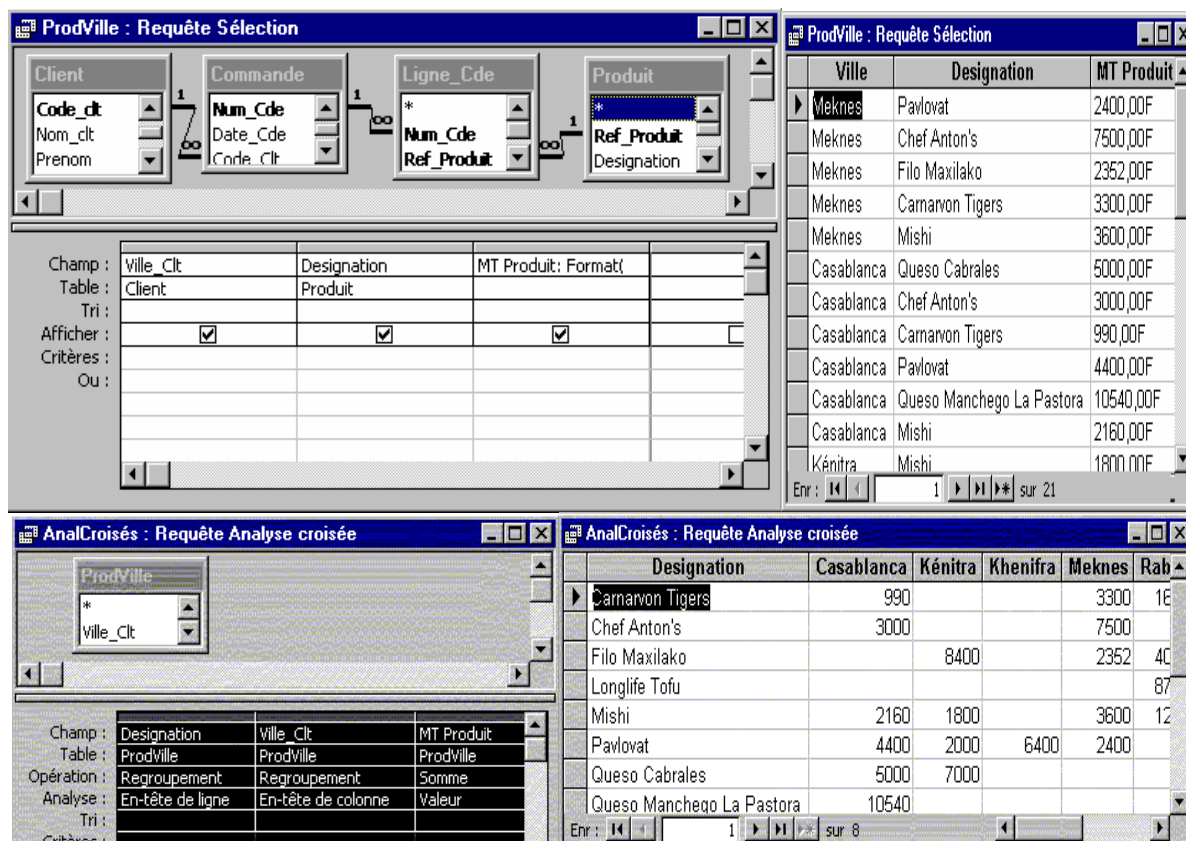 ProdVille : Requête Sélection
Client Commande Ligne_Cde Produit
Code_clt
Nom_clt
Prenom
1
∞
Num_Cde
Date_Cde
Code_Clt
1
∞
*
Num_Cde
Ref_Produit
∞
1
*
Ref_Produit
Designation
Champ : Ville_Clt Designation MT Produit: Format(
Table : Client Produit
Tri :
Afficher :
Critères :
Ou :
ProdVille : Requête Sélection
Ville Designation MT Produit
Meknes Pavlovat 2400,00F
Meknes Chef Anton's 7500,00F
Meknes Filo Maxilako 2352,00F
Meknes Carnarvon Tigers 3300,00F
Meknes Mishi 3600,00F
Casablanca Queso Cabrales 5000,00F
Casablanca Chef Anton's 3000,00F
Casablanca Carnarvon Tigers 990,00F
Casablanca Pavlovat 4400,00F
Casablanca Queso Manchego La Pastora 10540,00F
Casablanca Mishi 2160,00F
Kénitra Mishi 1800,00F
Enr : 1 sur 21
AnalCroisés : Requête Analyse croisée
ProdVille
*
Ville_Clt
Champ : Designation Ville_Clt MT Produit
Table : ProdVille ProdVille ProdVille
Opération : Regroupement Regroupement Somme
Analyse : En-tête de ligne En-tête de colonne Valeur
Tri :
Critères :
AnalCroisés : Requête Analyse croisée
Designation Casablanca Kénitra Khenifra Meknes Rab
Carnarvon Tigers 990 3300 16
Chef Anton's 3000 7500
Filo Maxilako 8400 2352 40
Longlife Tofu 87
Mishi 2160 1800 3600 12
Pavlovat 4400 2000 6400 2400
Queso Cabrales 5000 7000
Queso Manchego La Pastora 10540
Enr : 1 sur 8